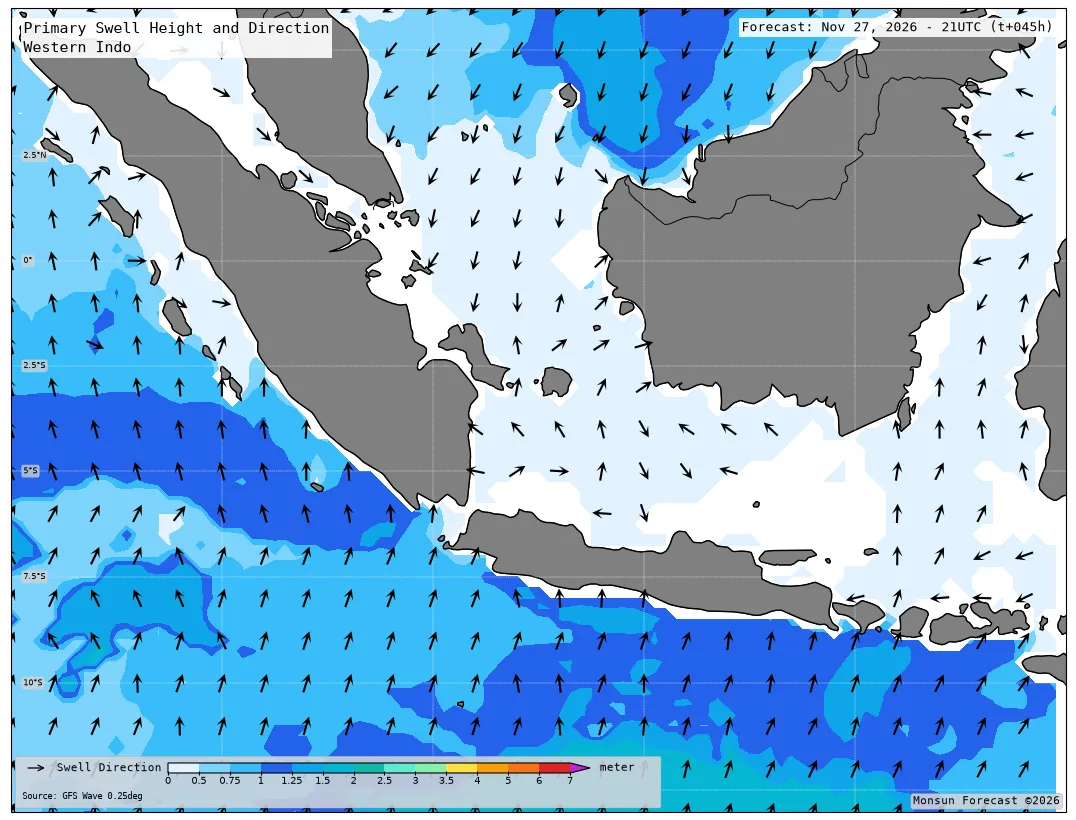 Primary Swell Height and Direction
Western Indo
Forecast: Nov 27, 2026 - 21UTC (t+045h)
2.5°N
0°
2.5°S
5°S
7.5°S
10°S
Swell Direction
0 0.5 0.75 1 1.25 1.5 2 2.5 3 3.5 4 5 6 7
meter
Source: GFS Wave 0.25deg
Monsun Forecast ©2026